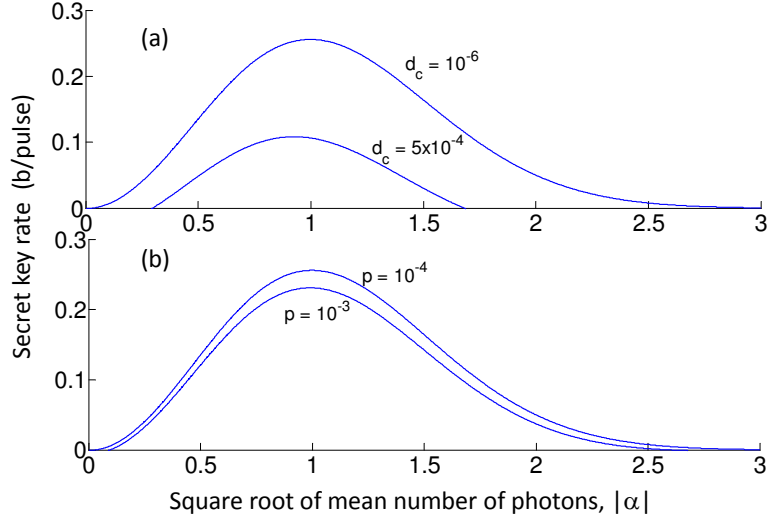 0.3
(a)
d_c = 10^-6
0.2
0.1
d_c = 5x10^-4
0
0 0.5 1 1.5 2 2.5 3
0.3
(b)
p = 10^-4
0.2
p = 10^-3
0.1
0
0 0.5 1 1.5 2 2.5 3
Secret key rate (b/pulse)
Square root of mean number of photons, |α|